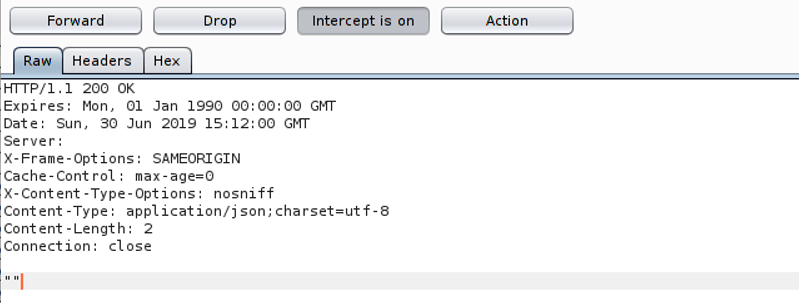 Forward Drop Intercept is on Action
Raw Headers Hex
HTTP/1.1 200 OK
Expires: Mon, 01 Jan 1990 00:00:00 GMT
Date: Sun, 30 Jun 2019 15:12:00 GMT
Server:
X-Frame-Options: SAMEORIGIN
Cache-Control: max-age=0
X-Content-Type-Options: nosniff
Content-Type: application/json;charset=utf-8
Content-Length: 2
Connection: close
""